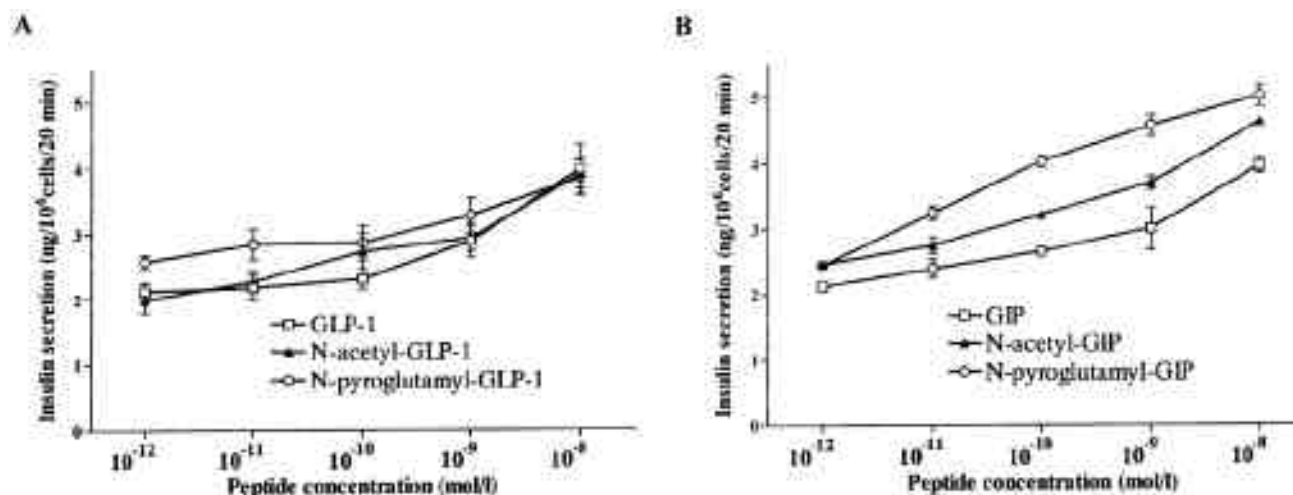 A
Insulin secretion (ng/10⁶cells/20 min)
5
4
3
2
1
0
GLP-1
N-acetyl-GLP-1
N-pyroglutamyl-GLP-1
10⁻¹² 10⁻¹¹ 10⁻¹⁰ 10⁻⁹ 10⁻⁸
Peptide concentration (mol/l)
B
Insulin secretion (ng/10⁶cells/20 min)
5
4
3
2
1
0
GIP
N-acetyl-GIP
N-pyroglutamyl-GIP
10⁻¹² 10⁻¹¹ 10⁻¹⁰ 10⁻⁹ 10⁻⁸
Peptide concentration (mol/l)